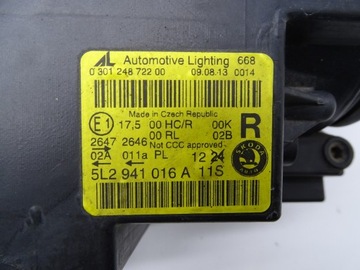 AL Automotive Lighting 668
0 301 248 722 00 09.08.13 0014
Made in Czech Republic
E1 17,5 00 HC/R 00K R
00 RL 02B
2647 2646 Not CCC approved
02A 011a PL 12 24
SKODA
AUTO
5L2 941 016 A 11S